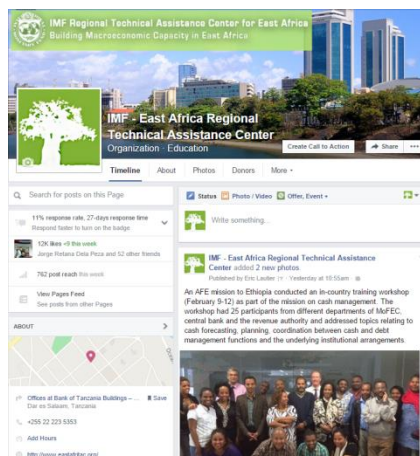 IMF Regional Technical Assistance Center for East Africa
Building Macroeconomic Capacity in East Africa
IMF - East Africa Regional
Technical Assistance Center
Organization · Education
Create Call to Action
Share
Timeline About Photos Donors More
Search for posts on this Page
11% response rate, 27-days response time
Respond faster to turn on the badge
12K likes +9 this week
Jorge Retana Dela Peza and 52 other friends
762 post reach this week
View Pages Feed
See posts from other Pages
ABOUT
Offices at Bank of Tanzania Buildings – ... Save
Dar es Salaam, Tanzania
+255 22 223 5353
Add Hours
Status Photo / Video Offer, Event +
Write something...
IMF - East Africa Regional Technical Assistance
Center added 2 new photos
Published by Eric Lautier · Yesterday at 10:55am
An AFE mission to Ethiopia conducted an in-country training workshop
(February 9-12) as part of the mission on cash management. The
workshop had 25 participants from different departments of MoFEC,
central bank and the revenue authority and addressed topics relating to
cash forecasting, planning, coordination between cash and debt
management functions and the underlying institutional arrangements.